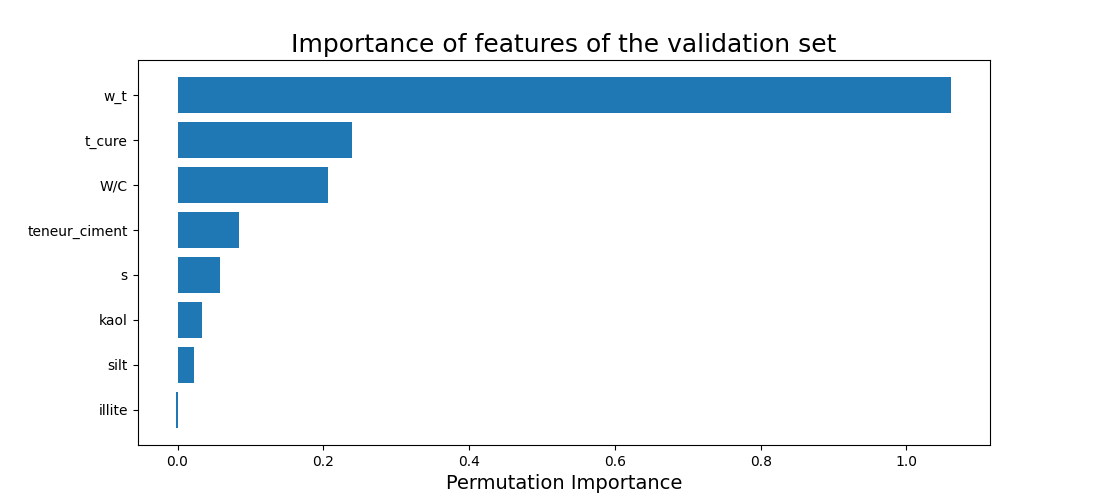 Importance of features of the validation set
w_t
t_cure
W/C
teneur_ciment
s
kaol
silt
illite
0.0 0.2 0.4 0.6 0.8 1.0
Permutation Importance